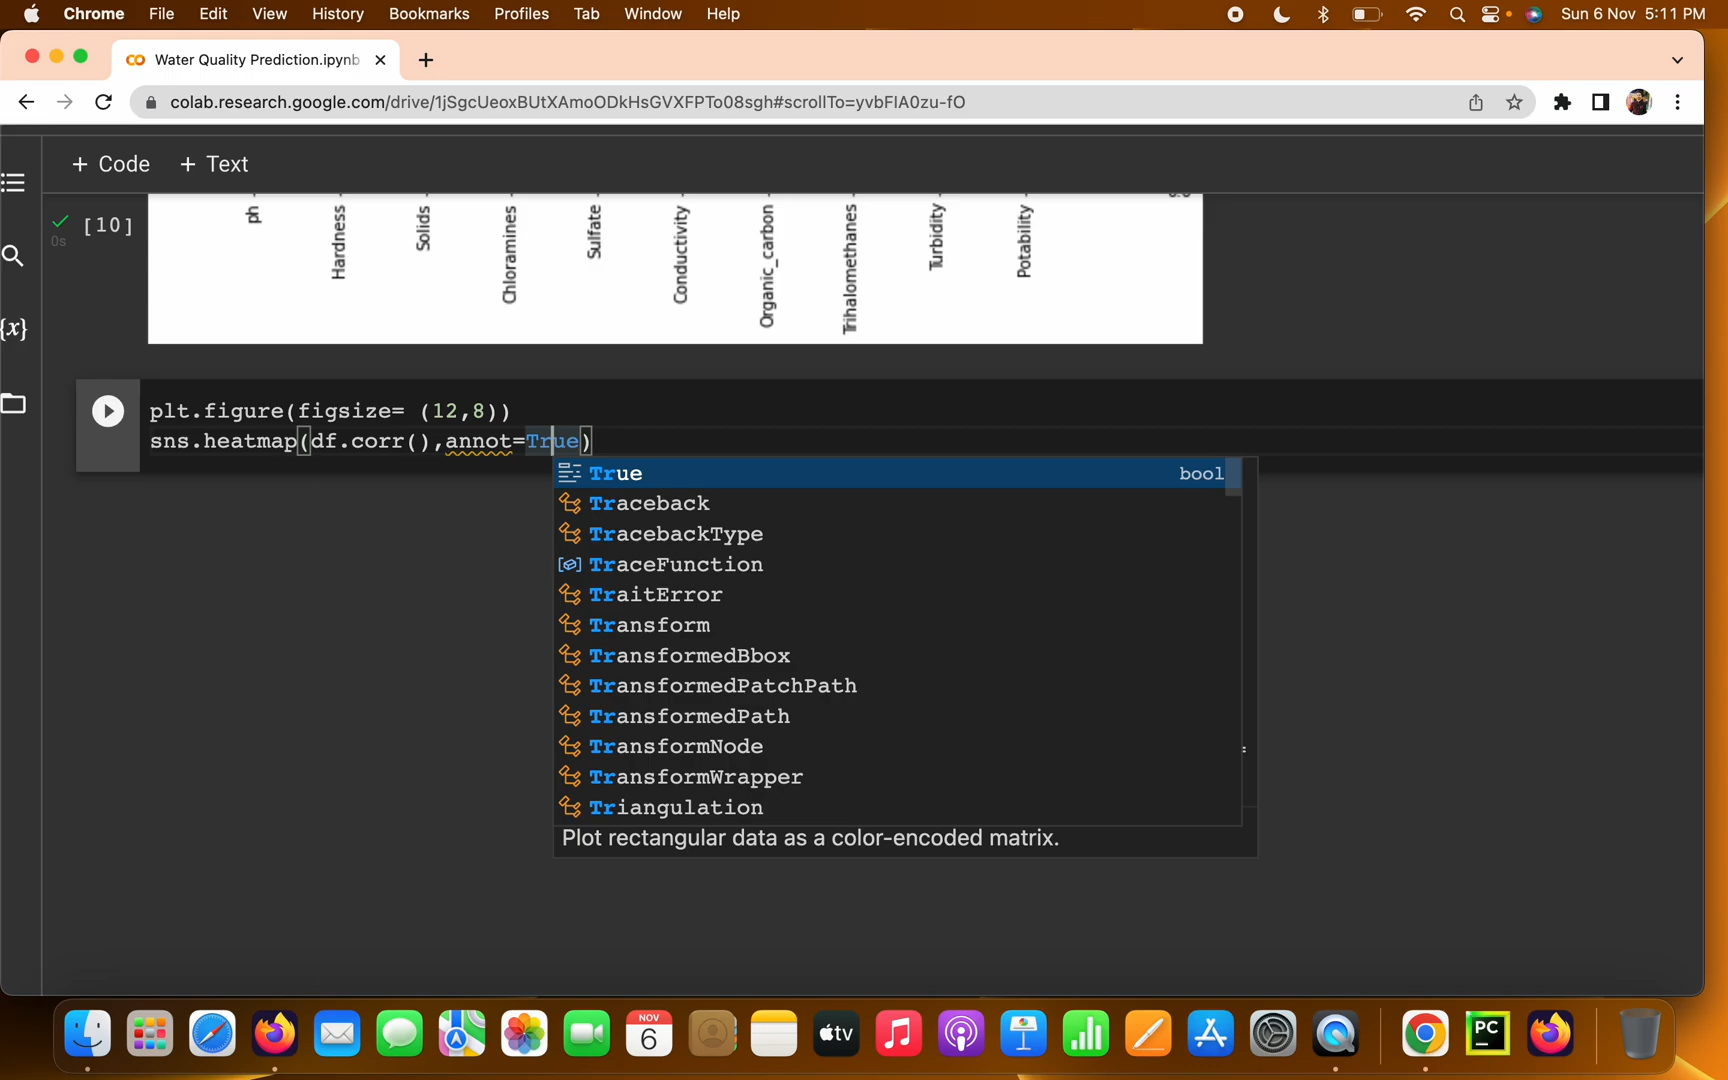 Chrome File Edit View History Bookmarks Profiles Tab Window Help Sun 6 Nov 5:11 PM
Water Quality Prediction.ipynb
colab.research.google.com/drive/1jSgcUeoxBUtXAmoODkHsGVXFPTo08sgh#scrollTo=yvbFIA0zu-fO
+ Code + Text
[10]
0s
ph
Hardness
Solids
Chloramines
Sulfate
Conductivity
Organic_carbon
Trihalomethanes
Turbidity
Potability
{x}
plt.figure(figsize= (12,8))
sns.heatmap(df.corr(),annot=True)
True bool
Traceback
TracebackType
TraceFunction
TraitError
Transform
TransformedBbox
TransformedPatchPath
TransformedPath
TransformNode
TransformWrapper
Triangulation
Plot rectangular data as a color-encoded matrix.
NOV
6
tv
PC